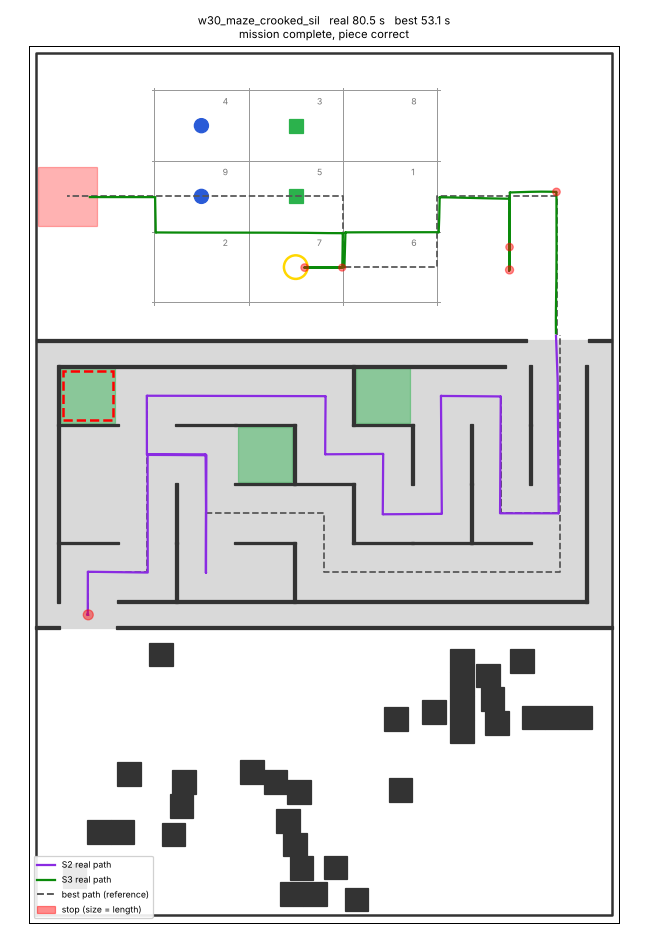 w30_maze_crooked_sil real 80.5 s best 53.1 s
mission complete, piece correct
4 3 8
9 5 1
2 7 6
S2 real path
S3 real path
best path (reference)
stop (size = length)